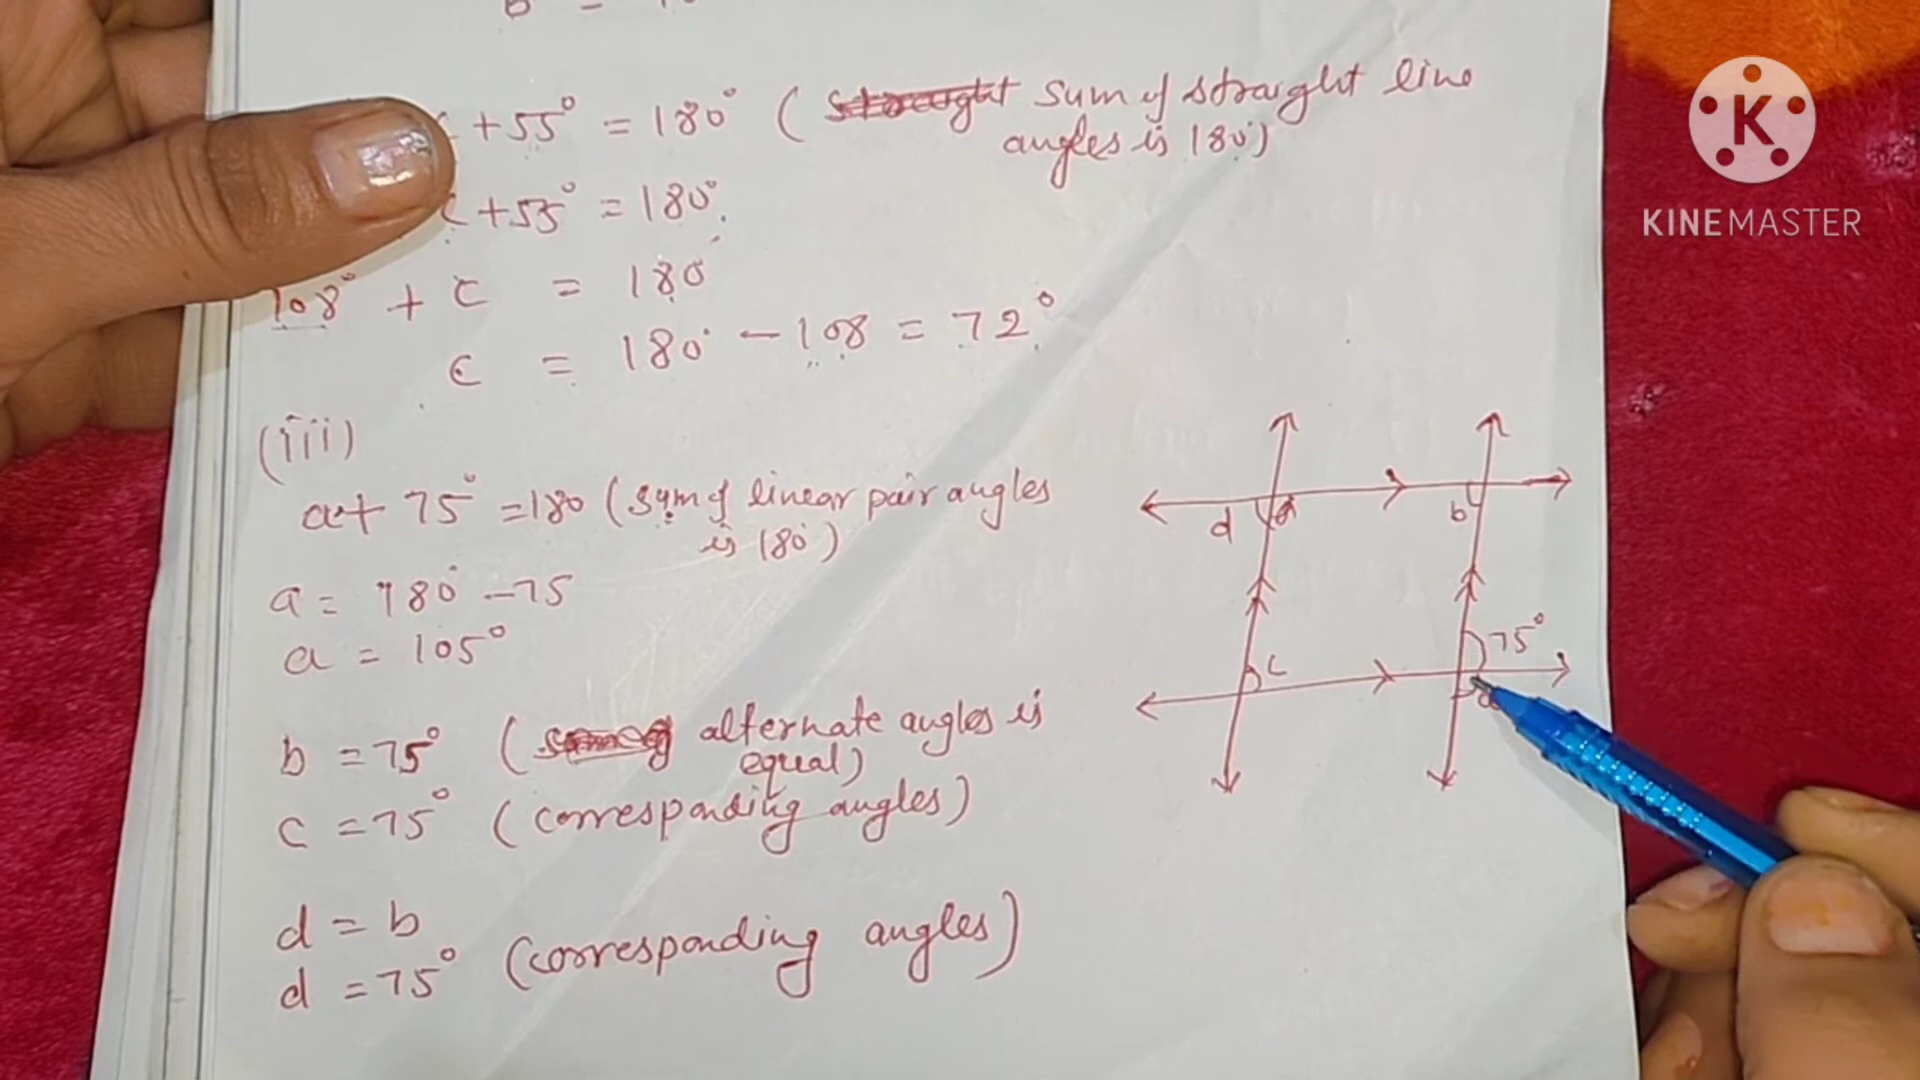 +55° = 180° ( sum of straight line
angles is 180°)
c +55° = 180°.
108° + c = 180°
c = 180° - 108 = 72°
(iii)
a + 75° = 180 (sum of linear pair angles
is 180°)
a = 180° - 75
a = 105°
b = 75° ( alternate angles is
equal)
c = 75° (corresponding angles)
d = b
d = 75° (corresponding angles)
d a b
75°
c
a
K
KINEMASTER